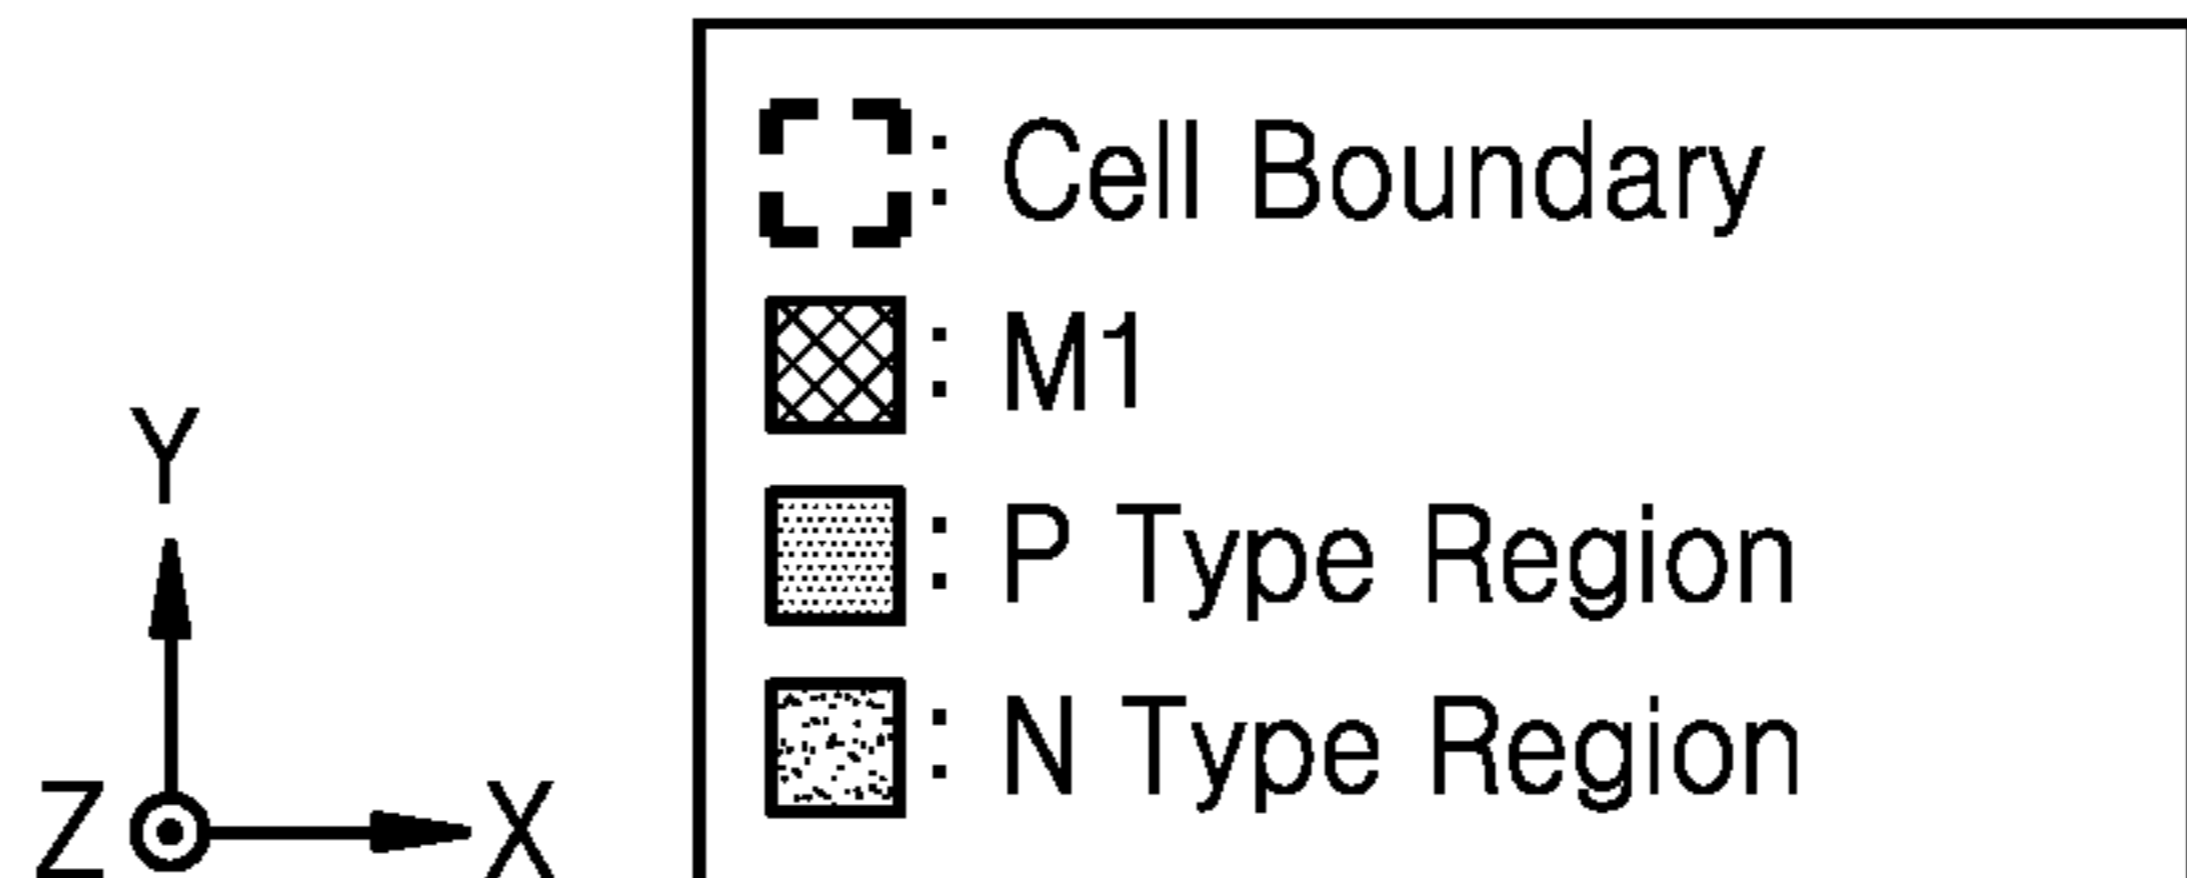 : Cell Boundary
: M1
: P Type Region
: N Type Region
Y
Z X